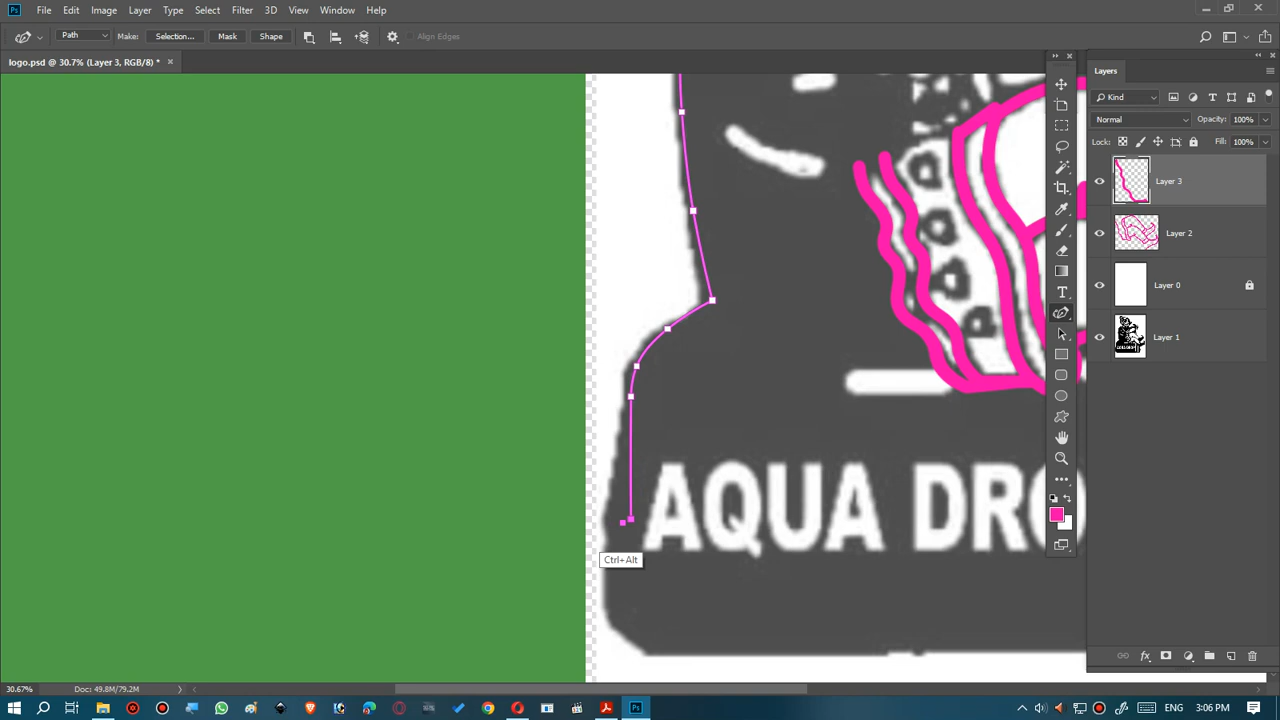 Ps File Edit Image Layer Type Select Filter 3D View Window Help
Path Make: Selection... Mask Shape Align Edges
logo.psd @ 30.7% (Layer 3, RGB/8) *
Layers
Kind
Normal Opacity: 100%
Lock: Fill: 100%
Layer 3
Layer 2
Layer 0
Layer 1
AQUA DRO
Ctrl+Alt
30.67% Doc: 49.8M/79.2M
Ps ENG 3:06 PM